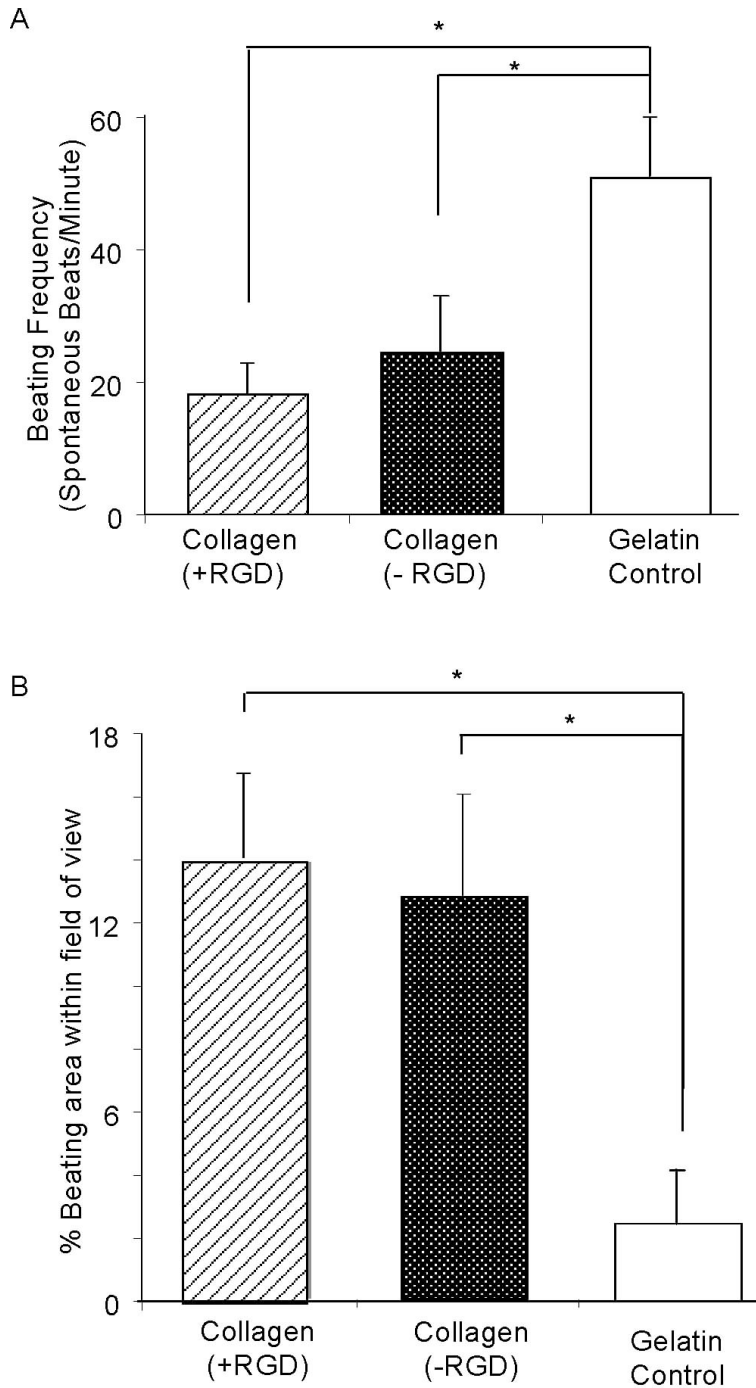 A
*
*
60
40
20
0
Beating Frequency
(Spontaneous Beats/Minute)
Collagen
(+RGD)
Collagen
(- RGD)
Gelatin
Control
B
*
*
18
12
6
0
% Beating area within field of view
Collagen
(+RGD)
Collagen
(-RGD)
Gelatin
Control